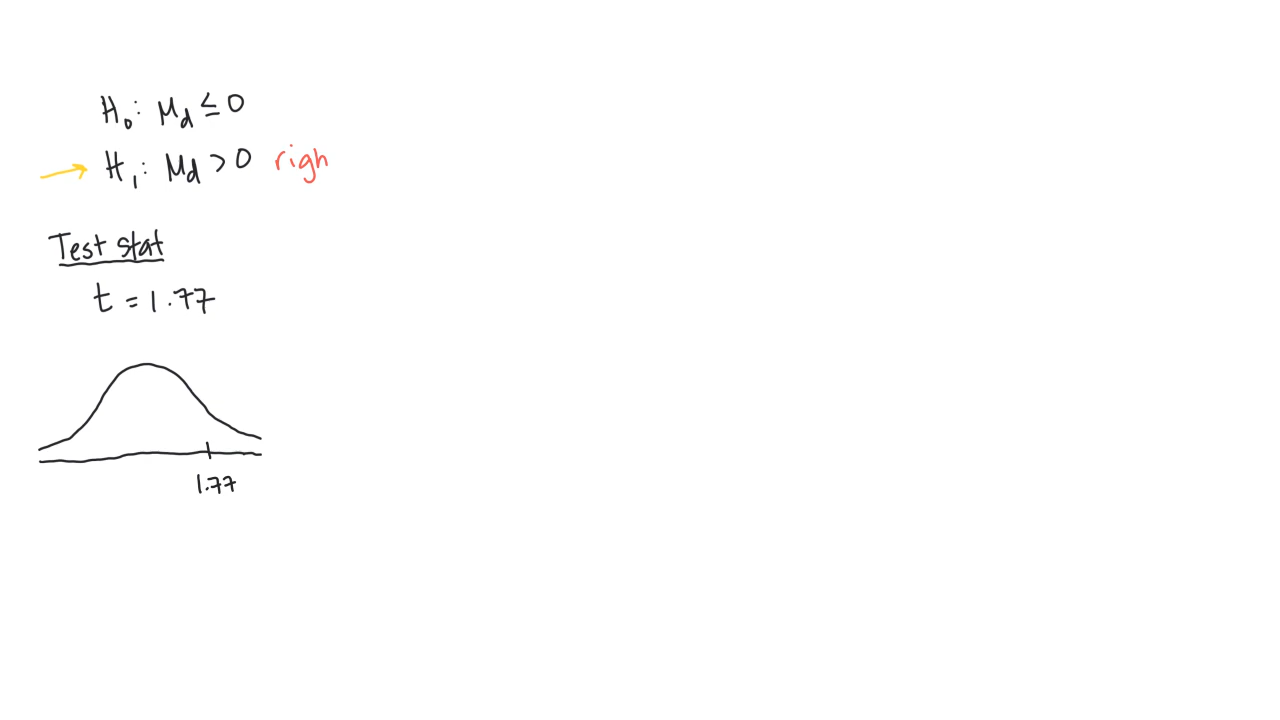 H₀: μd ≤ 0
H₁: μd > 0 righ
Test stat
t = 1.77
1.77